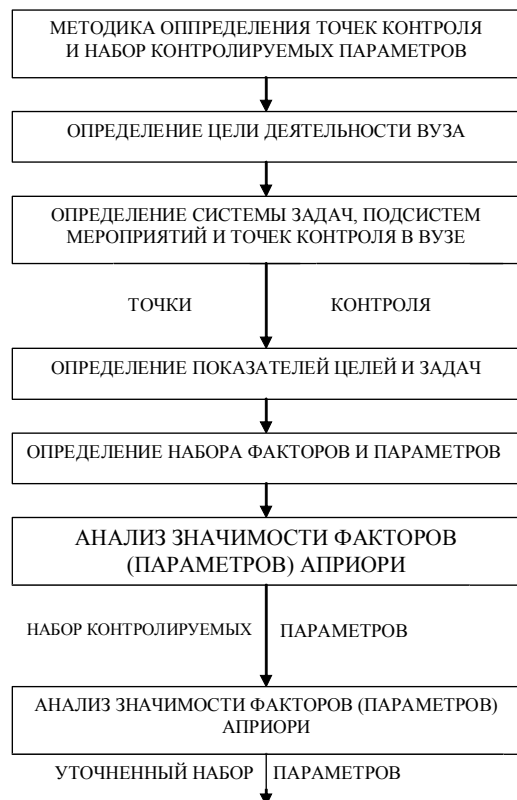 МЕТОДИКА ОППРЕДЕЛЕНИЯ ТОЧЕК КОНТРОЛЯ
И НАБОР КОНТРОЛИРУЕМЫХ ПАРАМЕТРОВ
ОПРЕДЕЛЕНИЕ ЦЕЛИ ДЕЯТЕЛЬНОСТИ ВУЗА
ОПРЕДЕЛЕНИЕ СИСТЕМЫ ЗАДАЧ, ПОДСИСТЕМ
МЕРОПРИЯТИЙ И ТОЧЕК КОНТРОЛЯ В ВУЗЕ
ТОЧКИ КОНТРОЛЯ
ОПРЕДЕЛЕНИЕ ПОКАЗАТЕЛЕЙ ЦЕЛЕЙ И ЗАДАЧ
ОПРЕДЕЛЕНИЕ НАБОРА ФАКТОРОВ И ПАРАМЕТРОВ
АНАЛИЗ ЗНАЧИМОСТИ ФАКТОРОВ
(ПАРАМЕТРОВ) АПРИОРИ
НАБОР КОНТРОЛИРУЕМЫХ ПАРАМЕТРОВ
АНАЛИЗ ЗНАЧИМОСТИ ФАКТОРОВ (ПАРАМЕТРОВ)
АПРИОРИ
УТОЧНЕННЫЙ НАБОР ПАРАМЕТРОВ